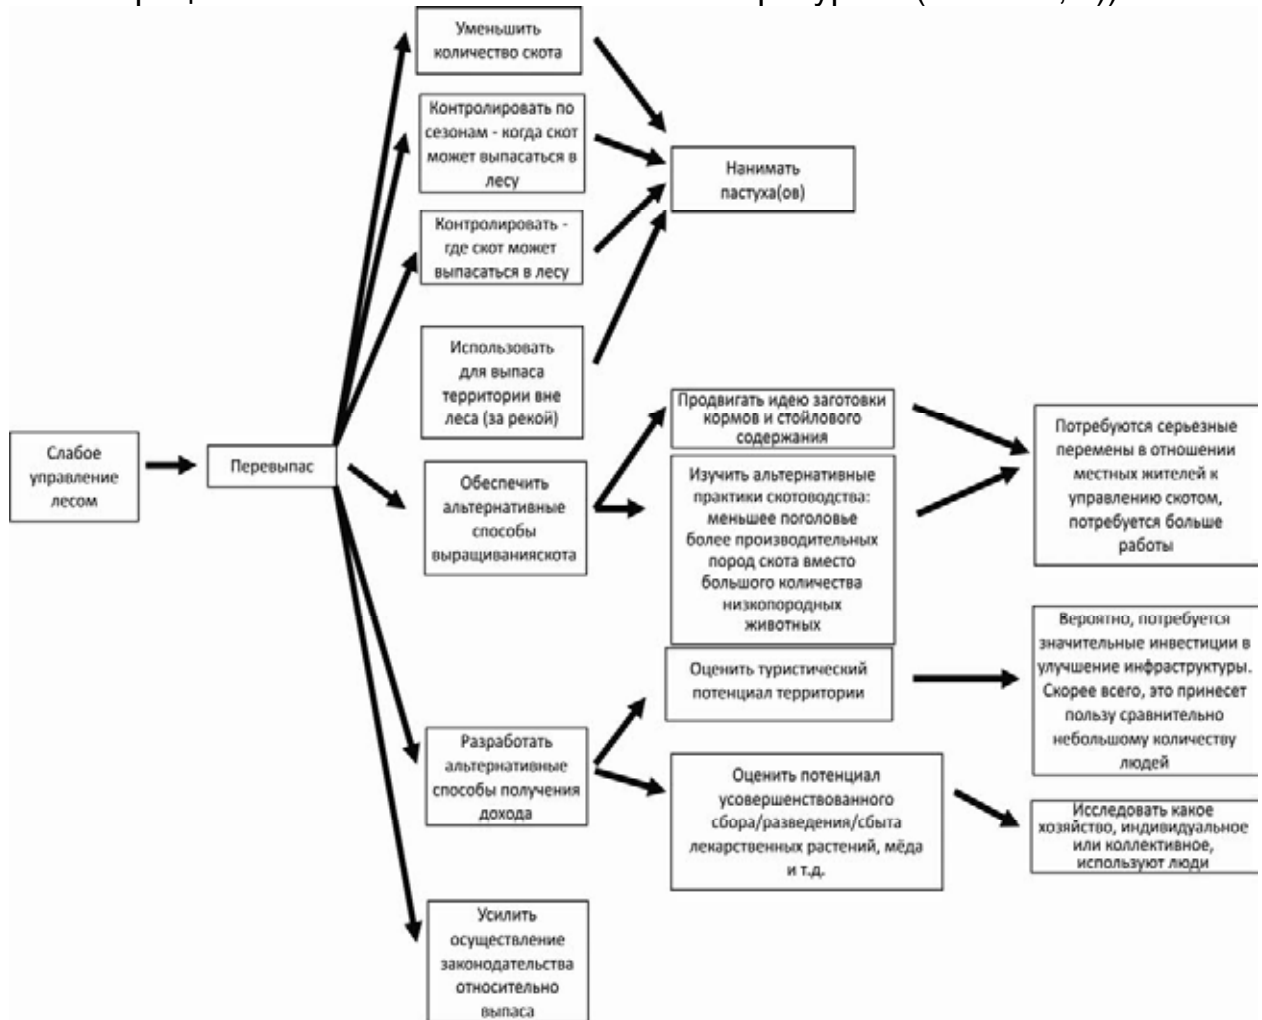 Уменьшить
количество скота
Контролировать по
сезонам - когда скот
может выпасаться в
лесу
Контролировать -
где скот может
выпасаться в лесу
Использовать
для выпаса
территории вне
леса (за рекой)
Нанимать
пастуха(ов)
Слабое
управление
лесом
Перевыпас
Обеспечить
альтернативные
способы
выращиванияскота
Продвигать идею заготовки
кормов и стойлового
содержания
Изучить альтернативные
практики скотоводства:
меньшее поголовье
более производительных
пород скота вместо
большого количества
низкопородных
животных
Потребуются серьезные
перемены в отношении
местных жителей к
управлению скотом,
потребуется больше
работы
Разработать
альтернативные
способы получения
дохода
Оценить туристический
потенциал территории
Вероятно, потребуется
значительные инвестиции в
улучшение инфраструктуры.
Скорее всего, это принесет
пользу сравнительно
небольшому количеству
людей
Оценить потенциал
усовершенствованного
сбора/разведения/сбыта
лекарственных растений, мёда
и т.д.
Исследовать какое
хозяйство, индивидуальное
или коллективное,
используют люди
Усилить
осуществление
законодательства
относительно
выпаса